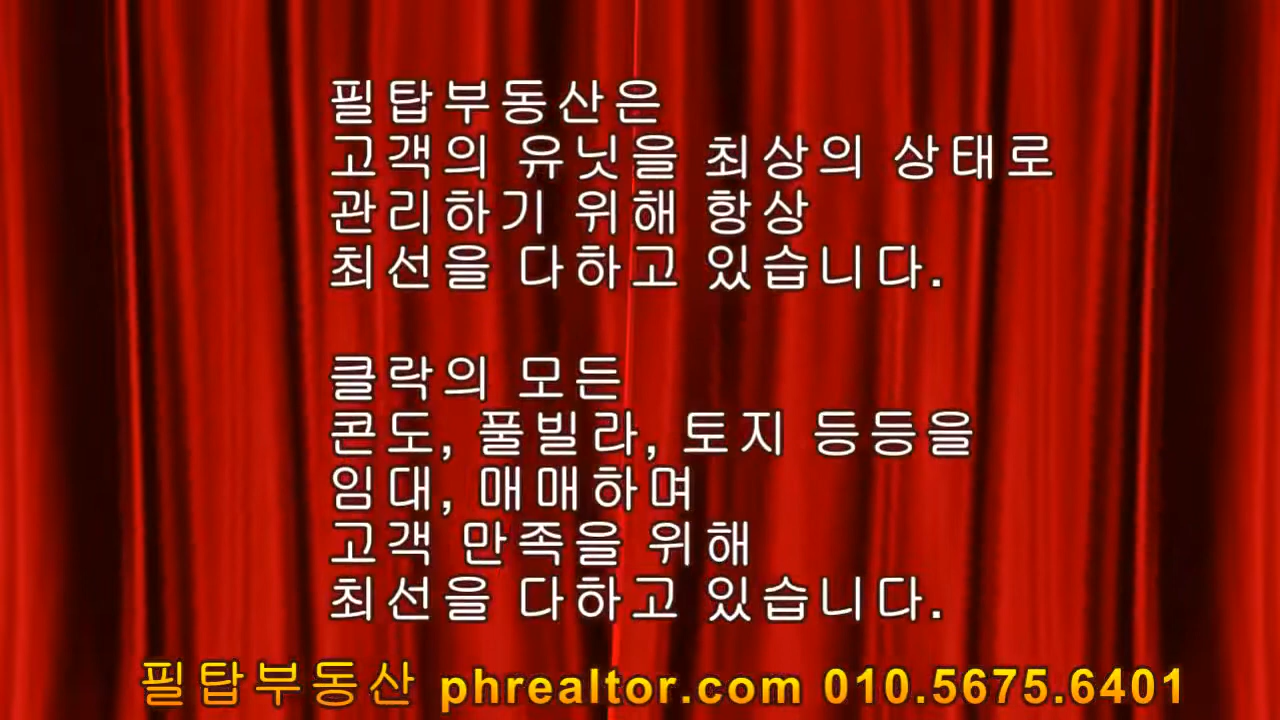 필탑부동산은
고객의 유닛을 최상의 상태로
관리하기 위해 항상
최선을 다하고 있습니다.
클락의 모든
콘도, 풀빌라, 토지 등등을
임대, 매매하며
고객 만족을 위해
최선을 다하고 있습니다.
필탑부동산 phrealtor.com 010.5675.6401